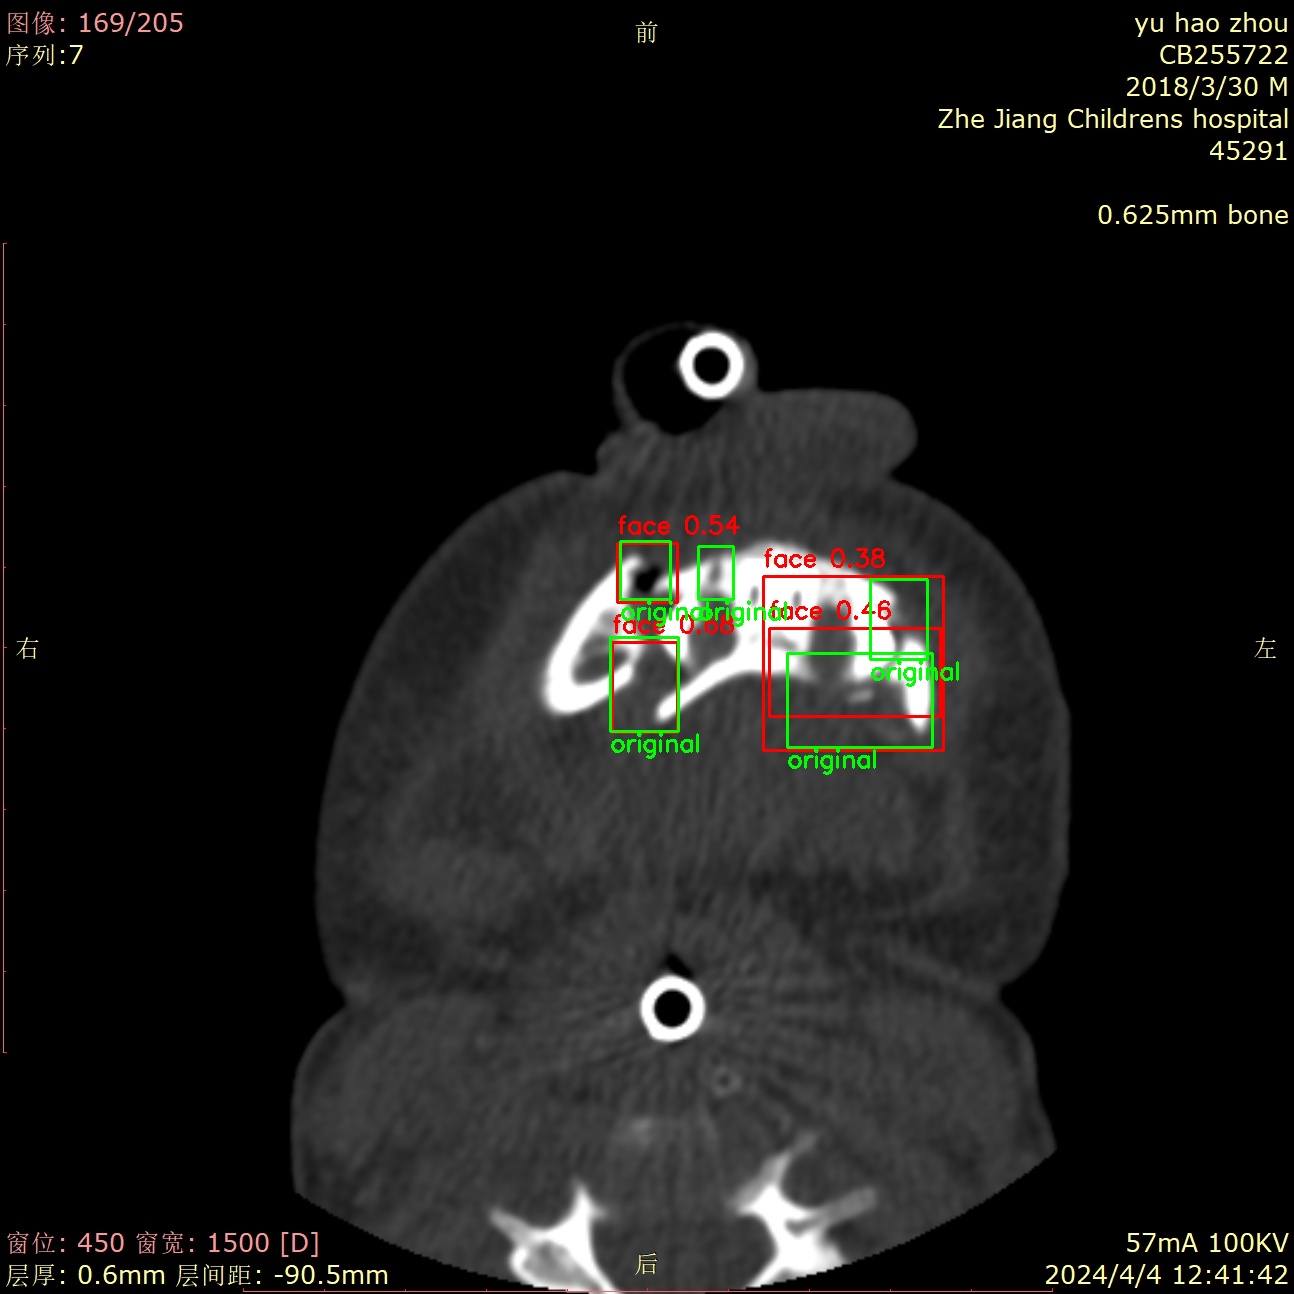 图像: 169/205
序列:7
前
yu hao zhou
CB255722
2018/3/30 M
Zhe Jiang Childrens hospital
45291
0.625mm bone
face 0.54
face 0.38
original
original
face 0.46
face 0.68
右
左
original
original
original
窗位: 450 窗宽: 1500 [D]
层厚: 0.6mm 层间距: -90.5mm
后
57mA 100KV
2024/4/4 12:41:42